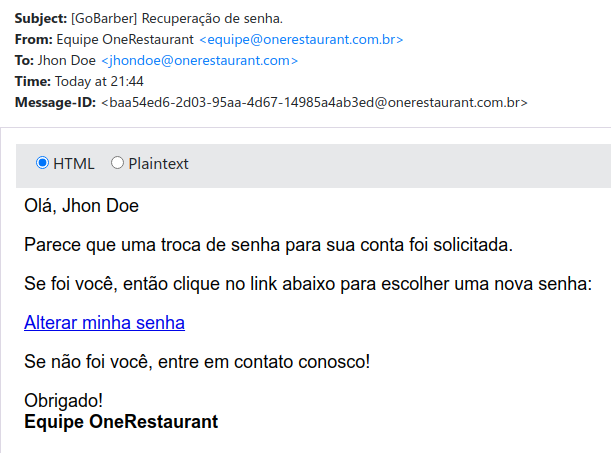 Subject: [GoBarber] Recuperação de senha.
From: Equipe OneRestaurant <equipe@onerestaurant.com.br>
To: Jhon Doe <jhondoe@onerestaurant.com>
Time: Today at 21:44
Message-ID: <baa54ed6-2d03-95aa-4d67-14985a4ab3ed@onerestaurant.com.br>
HTML Plaintext
Olá, Jhon Doe
Parece que uma troca de senha para sua conta foi solicitada.
Se foi você, então clique no link abaixo para escolher uma nova senha:
Alterar minha senha
Se não foi você, entre em contato conosco!
Obrigado!
Equipe OneRestaurant